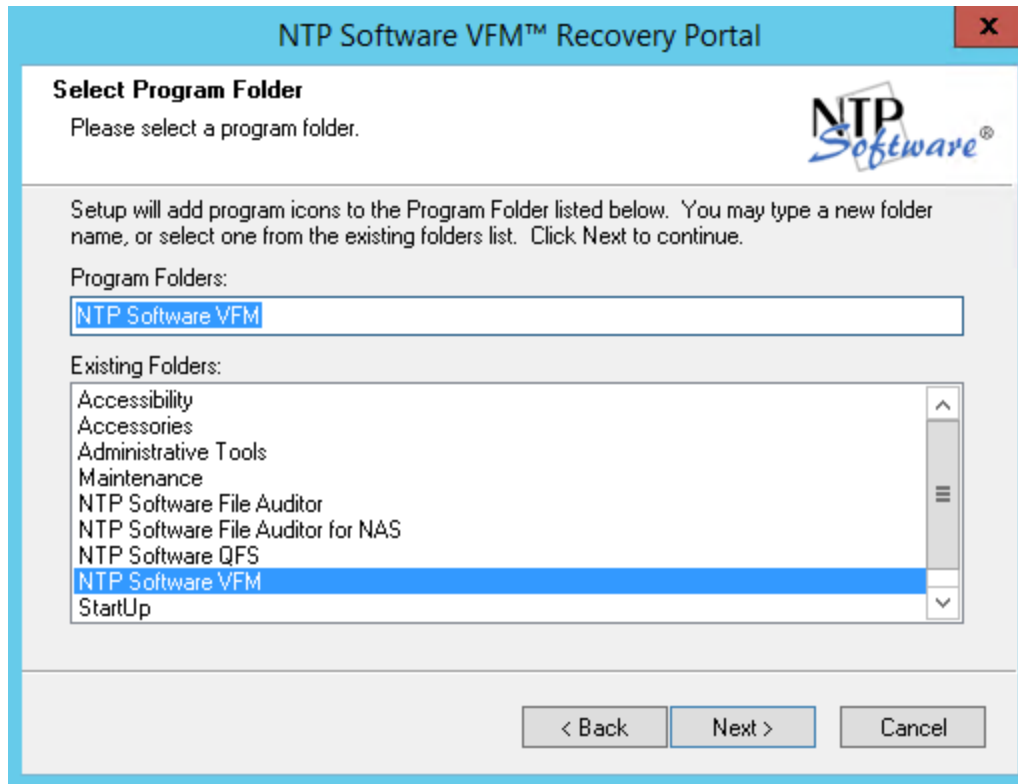 NTP Software VFM™ Recovery Portal
x
Select Program Folder
Please select a program folder.
NTP
Software®
Setup will add program icons to the Program Folder listed below.  You may type a new folder
name, or select one from the existing folders list.  Click Next to continue.
Program Folders:
NTP Software VFM
Existing Folders:
Accessibility
Accessories
Administrative Tools
Maintenance
NTP Software File Auditor
NTP Software File Auditor for NAS
NTP Software QFS
NTP Software VFM
StartUp
< Back Next > Cancel